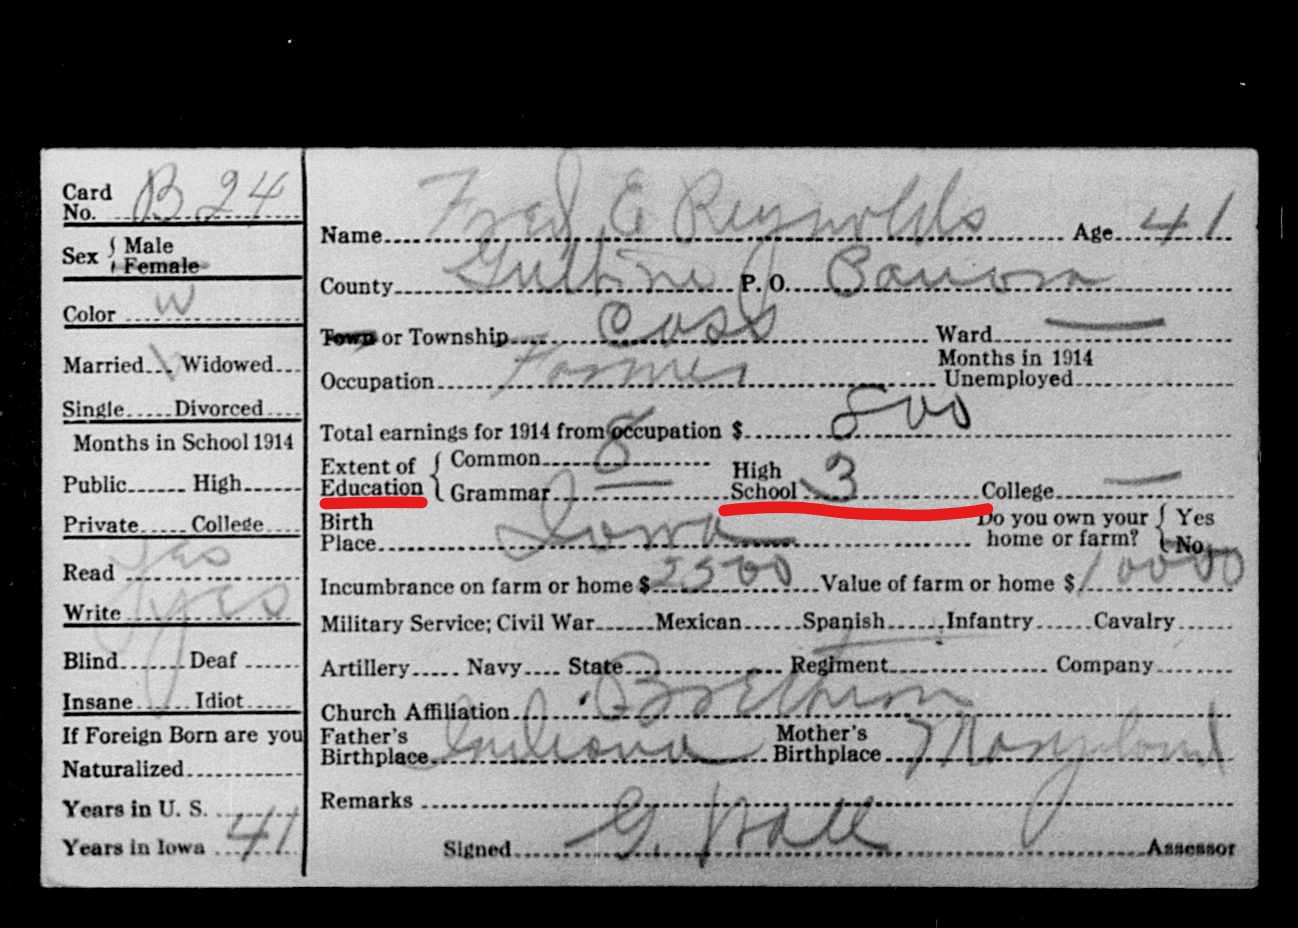 Card No. B 24
Sex { Male
Female
Color W
Married Widowed
Single Divorced
Months in School 1914
Public High
Private College
Read Yes
Write yes
Blind Deaf
Insane Idiot
If Foreign Born are you
Naturalized
Years in U. S.
Years in Iowa 41
Name Fred E Reynolds Age 41
County Guthrie P. O.
Town or Township Cass Ward —
Occupation Farmer Months in 1914 Unemployed
Total earnings for 1914 from occupation $ 800
Extent of Education { Common 8
Grammar — High School 3 College —
Birth Place Iowa Do you own your home or farm? { Yes
No
Incumbrance on farm or home $ 2500 Value of farm or home $ 10000
Military Service; Civil War Mexican Spanish Infantry Cavalry
Artillery Navy State Regiment Company
Church Affiliation
Father's Birthplace Indiana Mother's Birthplace Maryland
Remarks
Signed G. Hall Assessor